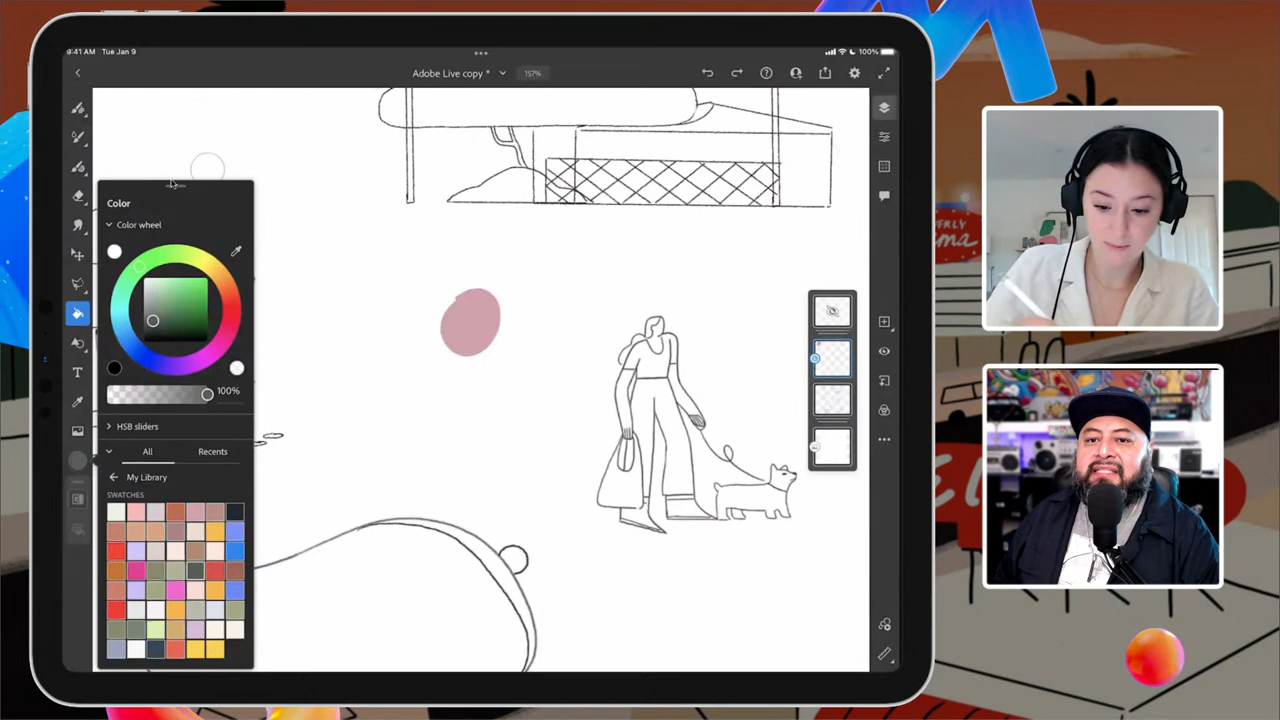 9:41 AM Tue Jan 9
100%
Adobe Live copy *
157%
Color
Color wheel
100%
HSB sliders
All
Recents
My Library
SWATCHES
T